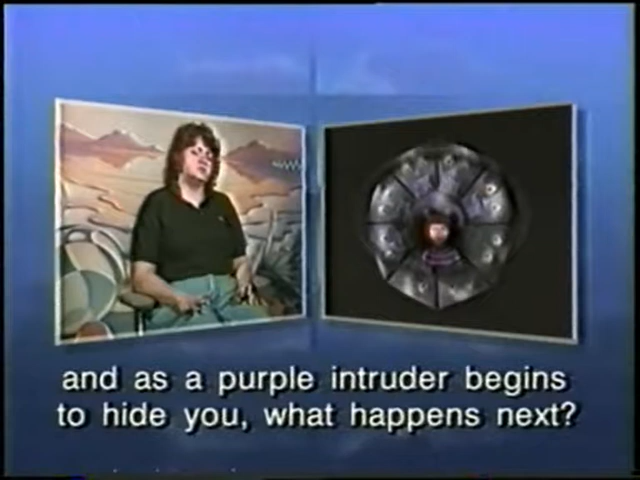 and as a purple intruder begins
to hide you, what happens next?